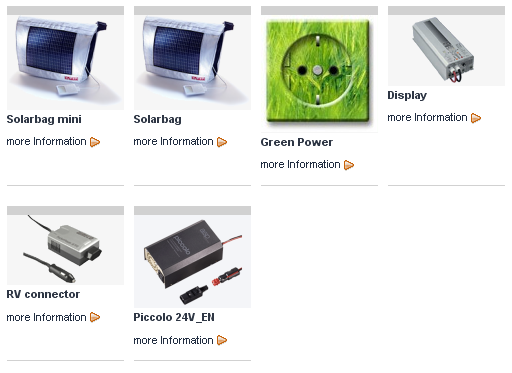 Solarbag mini
more Information
Solarbag
more Information
Green Power
more Information
Display
more Information
RV connector
more Information
piccolo
Piccolo 24V_EN
more Information